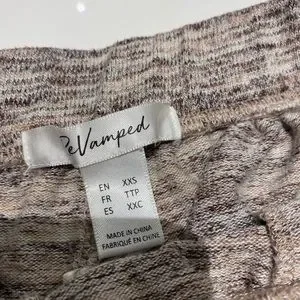 ReVamped
EN XXS
FR TTP
ES XXC
MADE IN CHINA
FABRIQUÉ EN CHINE